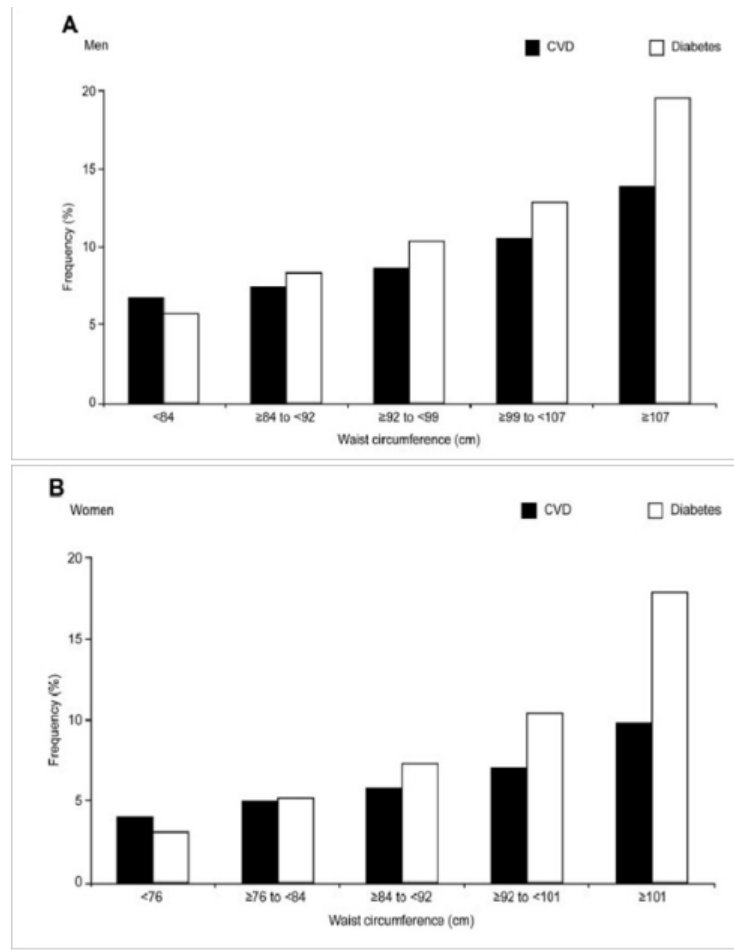 A
Men
CVD Diabetes
20
15
10
5
0
Frequency (%)
<84 ≥84 to <92 ≥92 to <99 ≥99 to <107 ≥107
Waist circumference (cm)
B
Women
CVD Diabetes
20
15
10
5
0
Frequency (%)
<76 ≥76 to <84 ≥84 to <92 ≥92 to <101 ≥101
Waist circumference (cm)